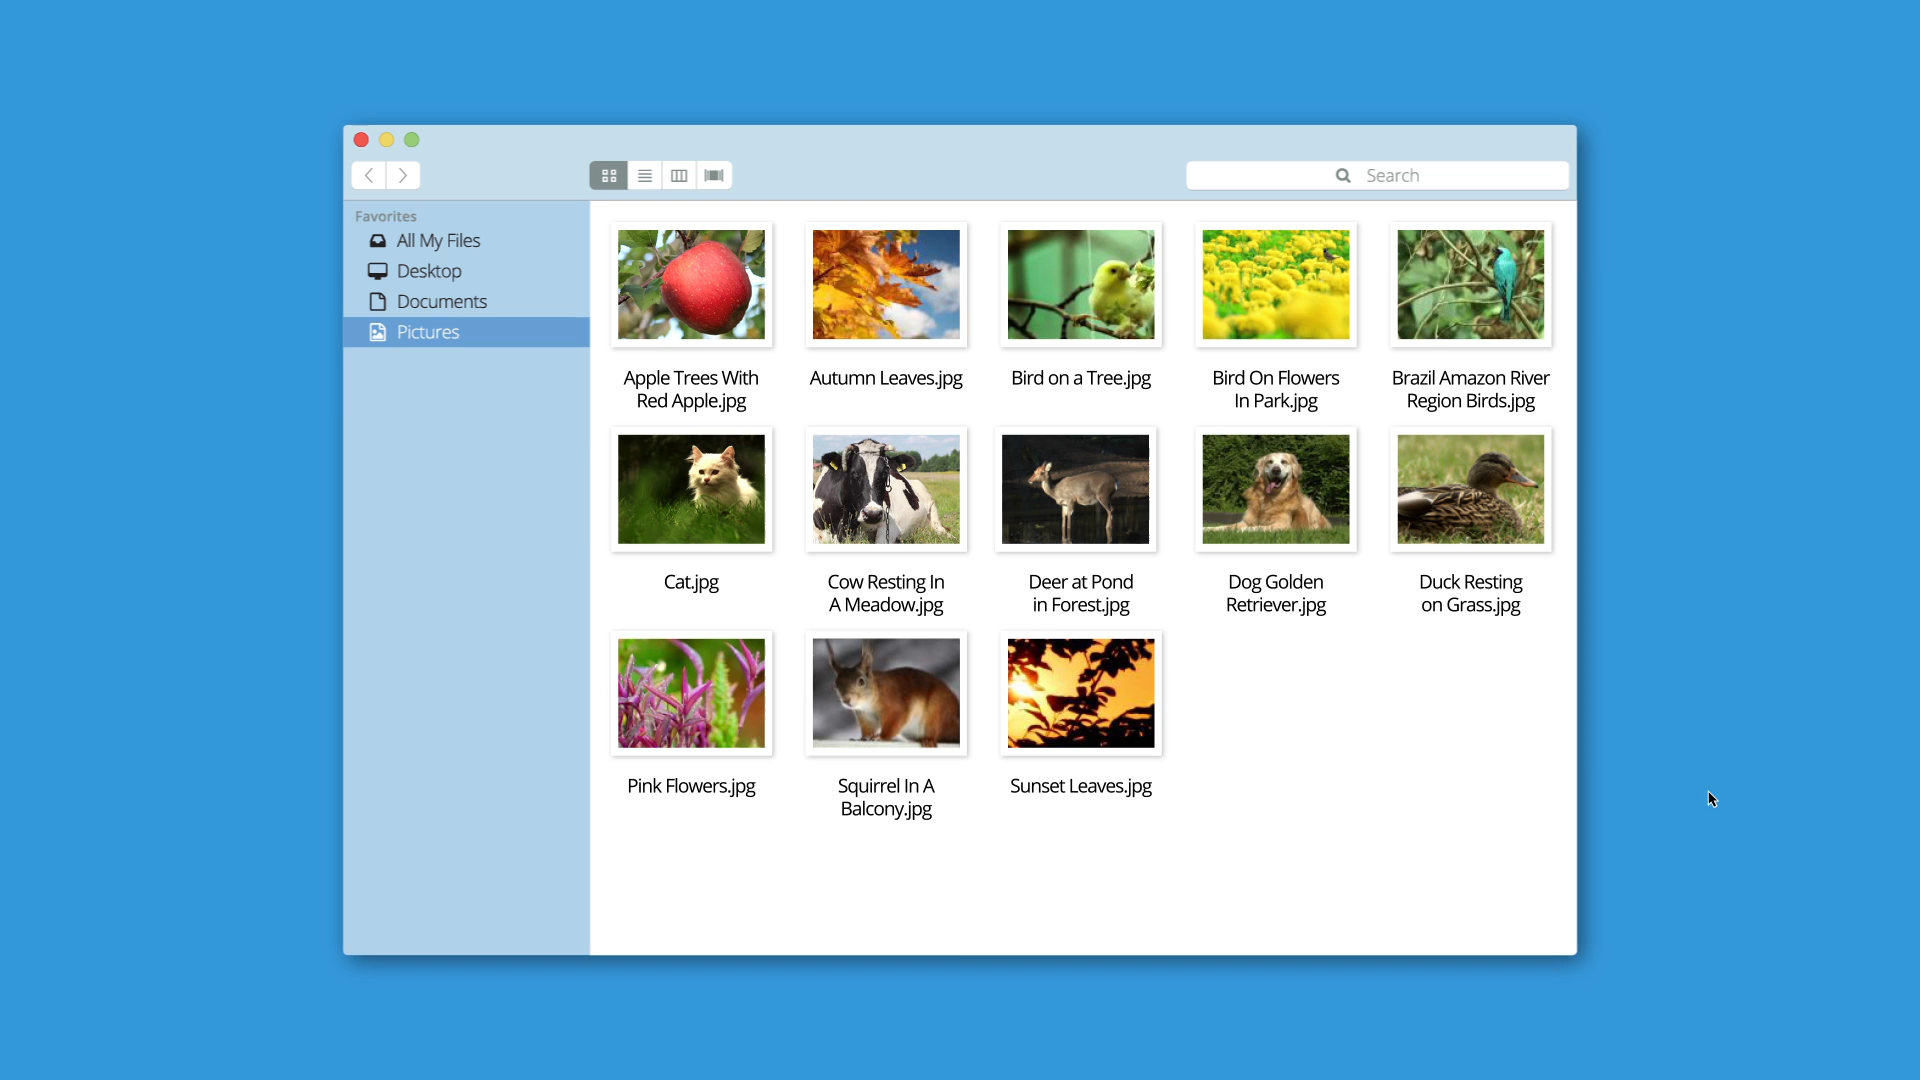 Search
Favorites
All My Files
Desktop
Documents
Pictures
Apple Trees With
Red Apple.jpg
Autumn Leaves.jpg
Bird on a Tree.jpg
Bird On Flowers
In Park.jpg
Brazil Amazon River
Region Birds.jpg
Cat.jpg
Cow Resting In
A Meadow.jpg
Deer at Pond
in Forest.jpg
Dog Golden
Retriever.jpg
Duck Resting
on Grass.jpg
Pink Flowers.jpg
Squirrel In A
Balcony.jpg
Sunset Leaves.jpg